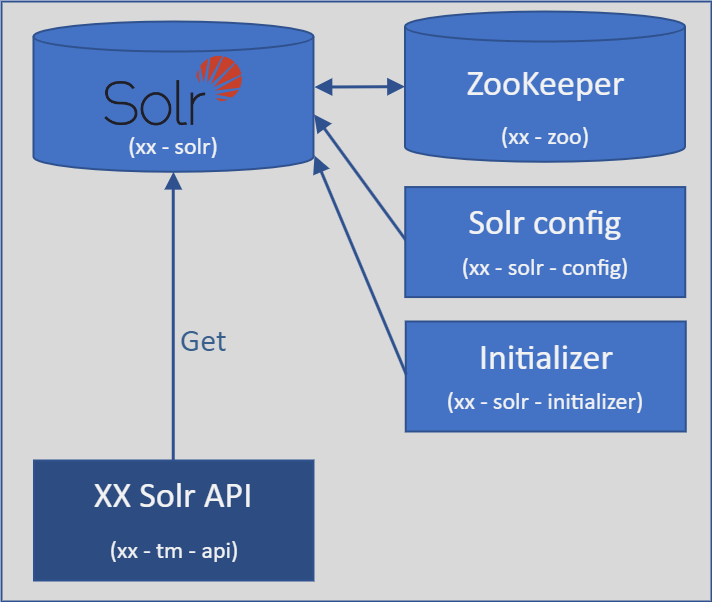 Solr
(xx - solr)
ZooKeeper
(xx - zoo)
Solr config
(xx - solr - config)
Initializer
(xx - solr - initializer)
Get
XX Solr API
(xx - tm - api)